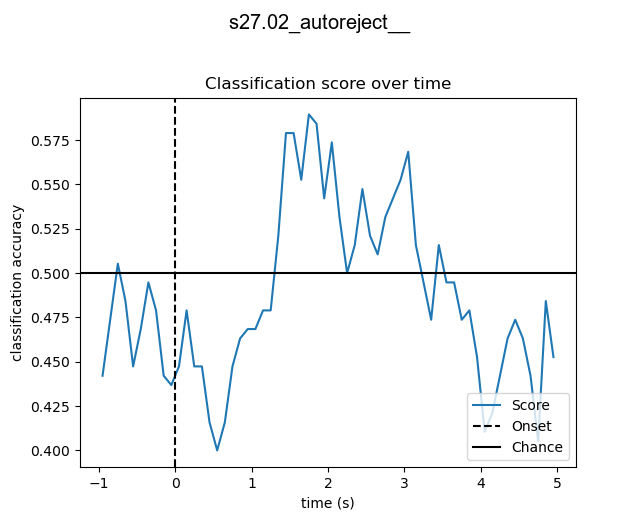 s27.02_autoreject__
Classification score over time
classification accuracy
0.575
0.550
0.525
0.500
0.475
0.450
0.425
0.400
Score
Onset
Chance
−1 0 1 2 3 4 5
time (s)